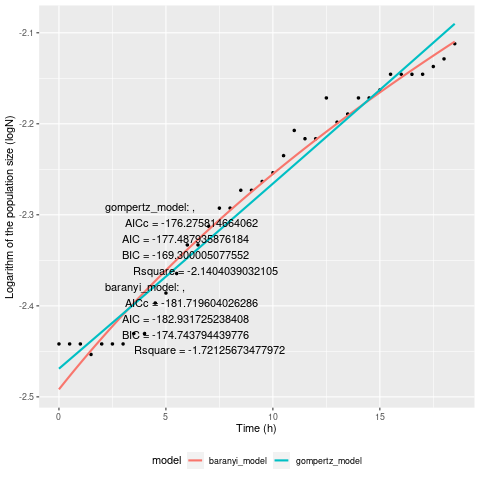 -2.1
-2.2
-2.3
-2.4
-2.5
Logarithm of the population size (logN)
gompertz_model: ,
AICc = -176.275814664062
AIC = -177.487935876184
BIC = -169.300005077552
Rsquare = -2.1404039032105
baranyi_model: ,
AICc = -181.719604026286
AIC = -182.931725238408
BIC = -174.743794439776
Rsquare = -1.72125673477972
0 5 10 15
Time (h)
model baranyi_model gompertz_model